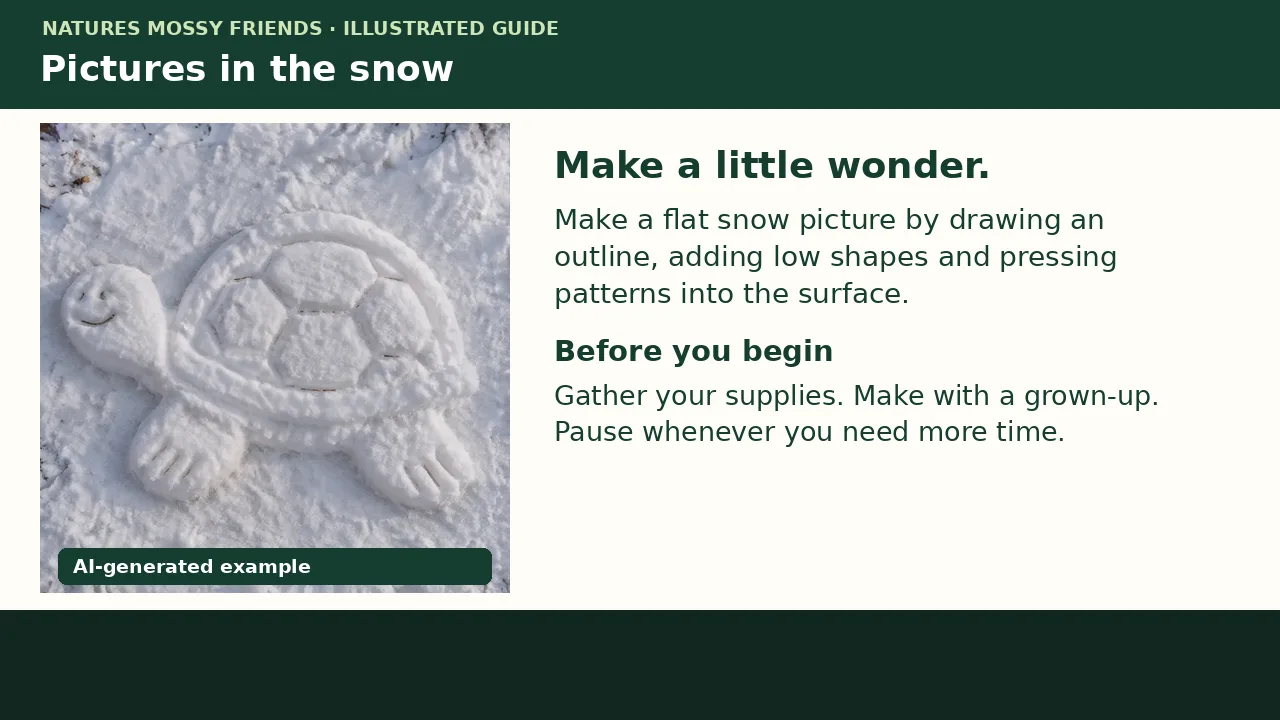 NATURES MOSSY FRIENDS · ILLUSTRATED GUIDE
Pictures in the snow
Make a little wonder.
Make a flat snow picture by drawing an
outline, adding low shapes and pressing
patterns into the surface.
Before you begin
Gather your supplies. Make with a grown-up.
Pause whenever you need more time.
AI-generated example